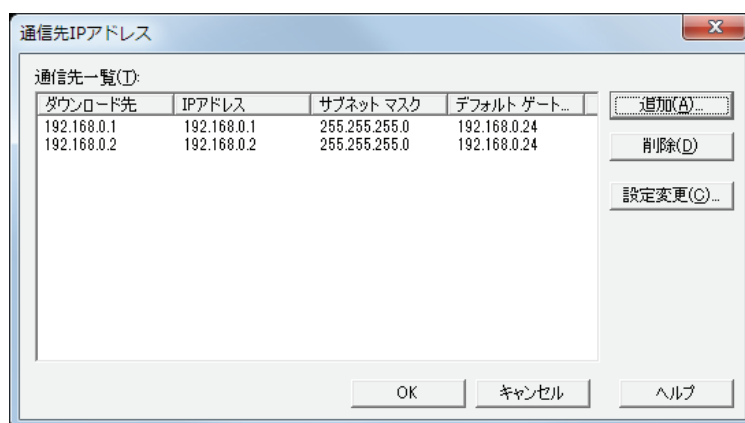 通信先IPアドレス
通信先一覧(T):
ダウンロード先 IPアドレス サブネット マスク デフォルト ゲート...
192.168.0.1 192.168.0.1 255.255.255.0 192.168.0.24
192.168.0.2 192.168.0.2 255.255.255.0 192.168.0.24
追加(A)...
削除(D)
設定変更(C)...
OK キャンセル ヘルプ